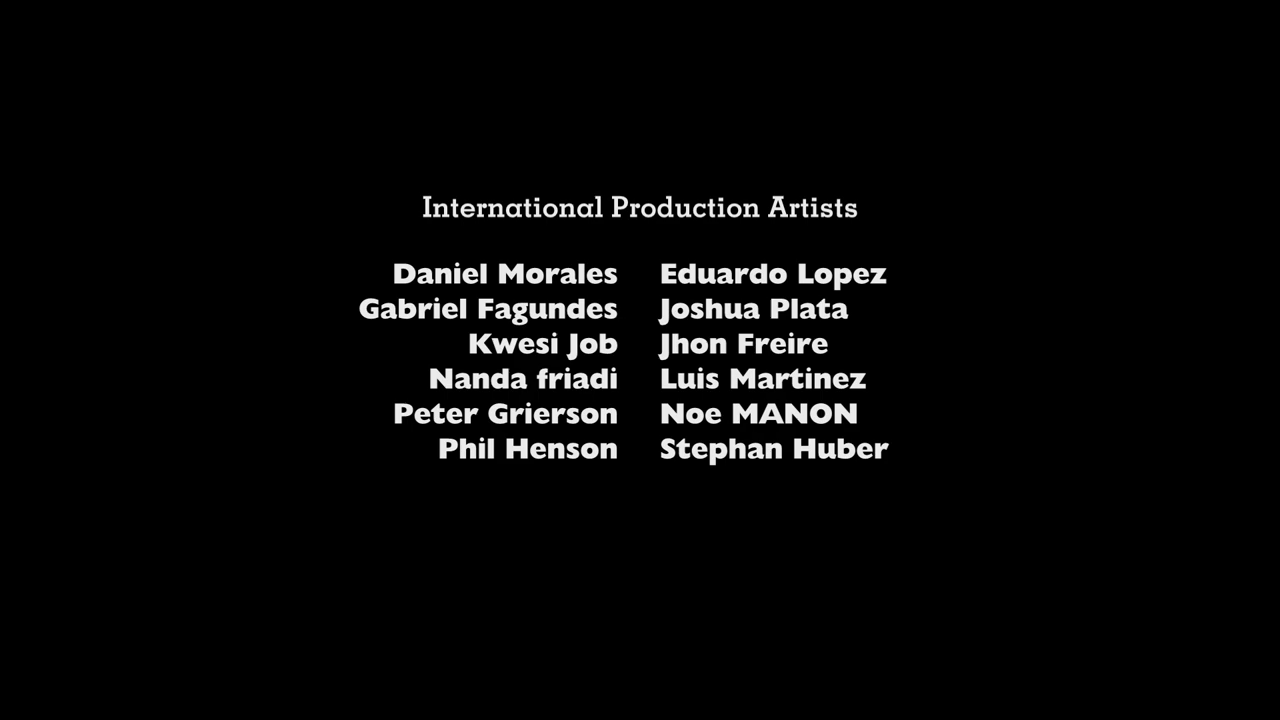 International Production Artists
Daniel Morales Eduardo Lopez
Gabriel Fagundes Joshua Plata
Kwesi Job Jhon Freire
Nanda friadi Luis Martinez
Peter Grierson Noe MANON
Phil Henson Stephan Huber